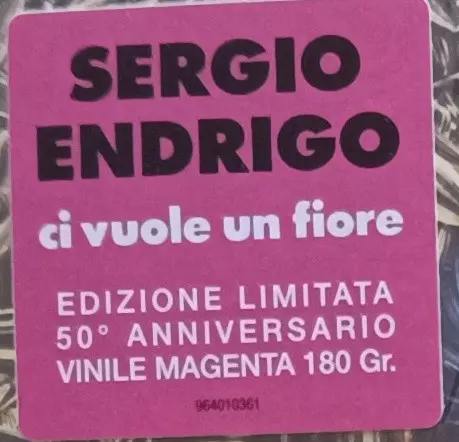 SERGIO
ENDRIGO
ci vuole un fiore
EDIZIONE LIMITATA
50° ANNIVERSARIO
VINILE MAGENTA 180 Gr.
964010361